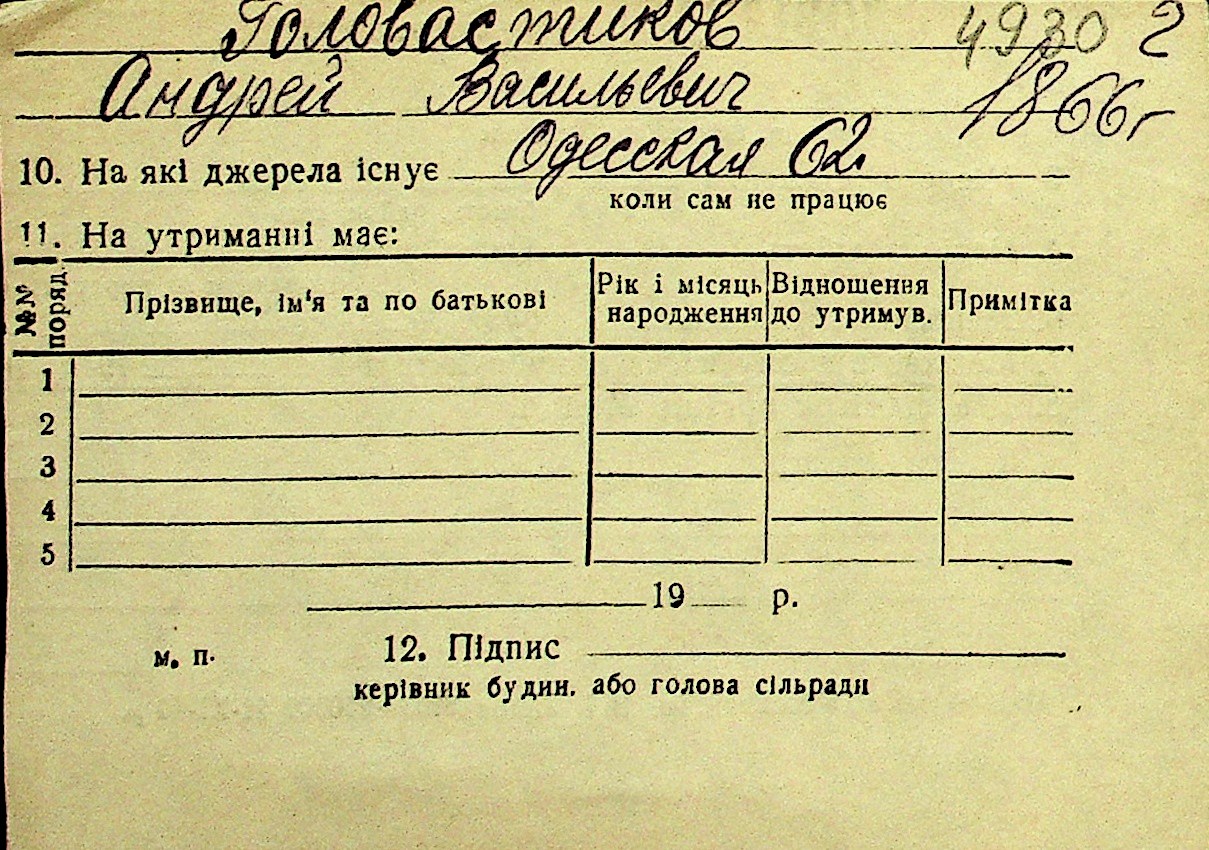 Головастиков 4930 2
Андрей Васильевич 1866 г
10. На які джерела існує Одесская 62.
коли сам не працює
11. На утриманні має:
№№ поряд. Прізвище, ім'я та по батькові Рік і місяць народження Відношення до утримув. Примітка
1
2
3
4
5
19 р.
м. п. 12. Підпис
керівник будин. або голова сільради